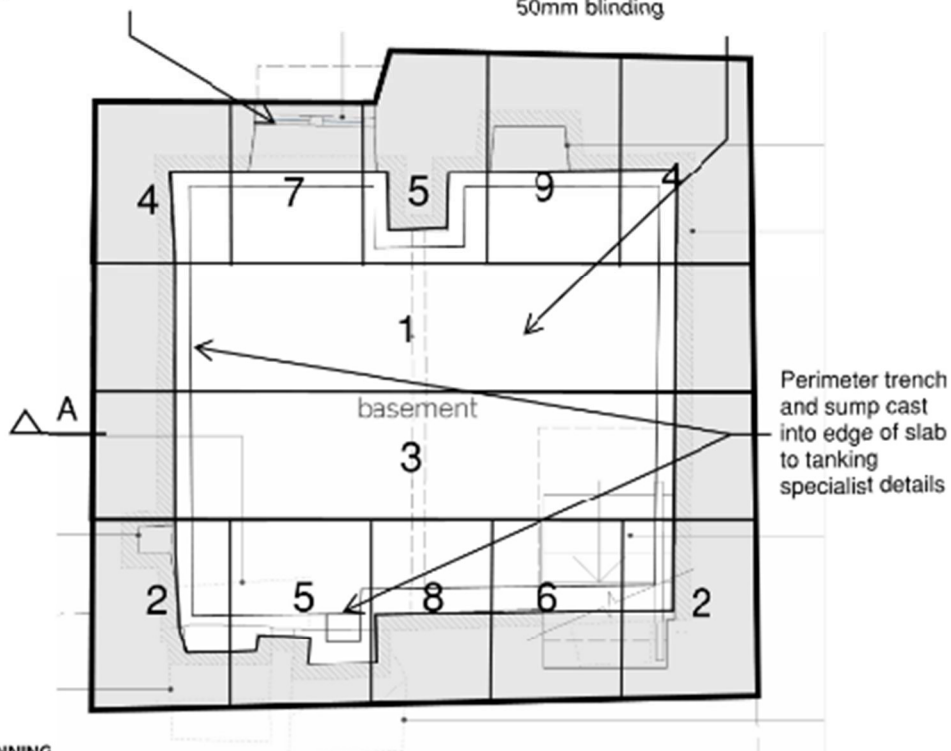 50mm blinding
4
7
5
9
4
1
A
basement
Perimeter trench
and sump cast
into edge of slab
to tanking
specialist details
3
2
5
8
6
2